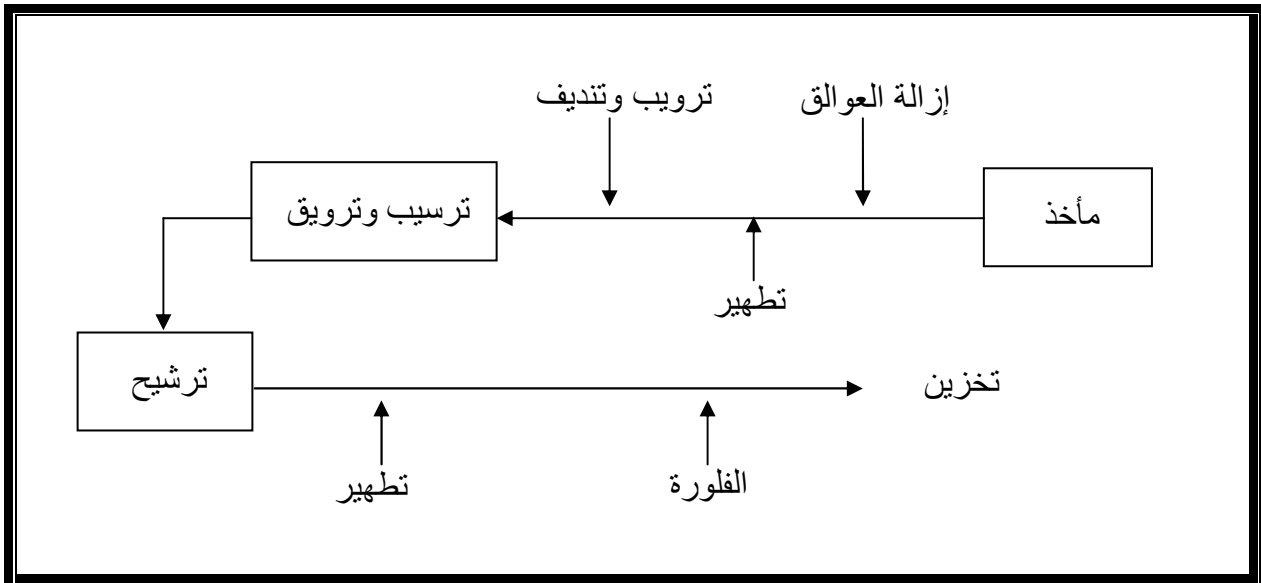 إزالة العوالق
ترويب وتنديف
مأخذ
ترسيب وترويق
تطهير
ترشيح
تخزين
تطهير
الفلورة